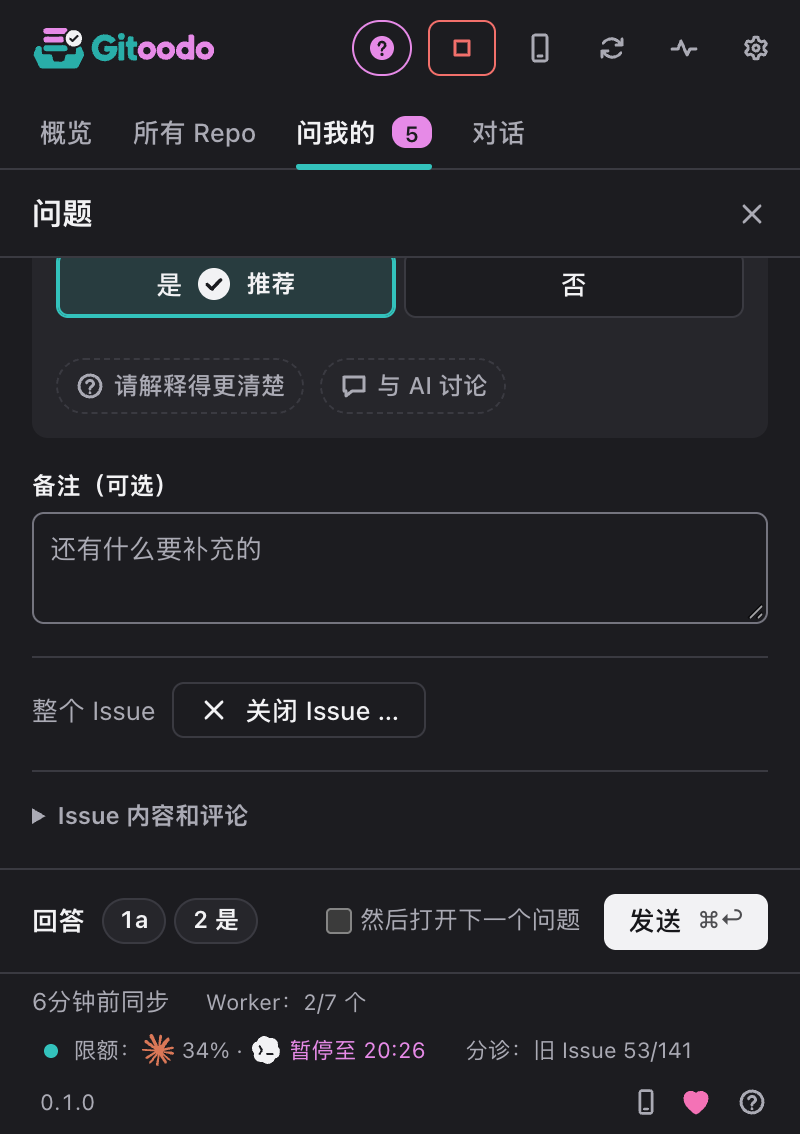 Gitoodo
概览 所有 Repo 问我的 5 对话
问题
是 推荐 否
请解释得更清楚 与 AI 讨论
备注（可选）
还有什么要补充的
整个 Issue 关闭 Issue ...
Issue 内容和评论
回答 1a 2 是 然后打开下一个问题 发送 ⌘↩
6分钟前同步 Worker：2/7 个
限额： 34% · 暂停至 20:26 分诊：旧 Issue 53/141
0.1.0